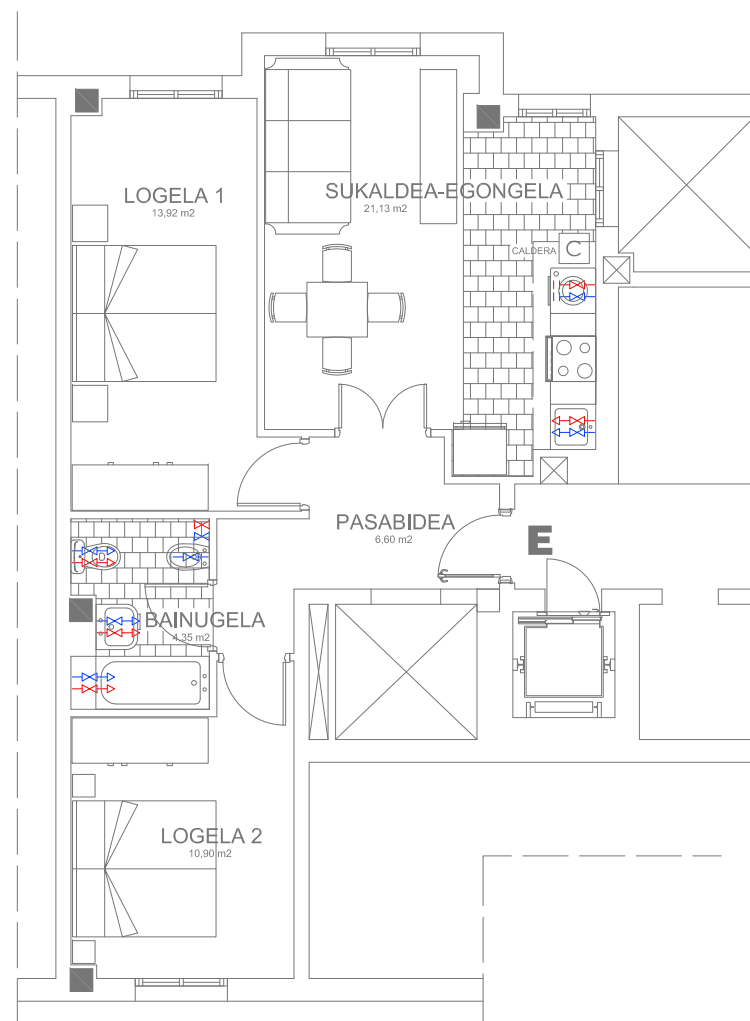 LOGELA 1
13,92 m2
SUKALDEA-EGONGELA
21,13 m2
CALDERA
C
PASABIDEA
6,60 m2
E
BAINUGELA
4,35 m2
LOGELA 2
10,90 m2